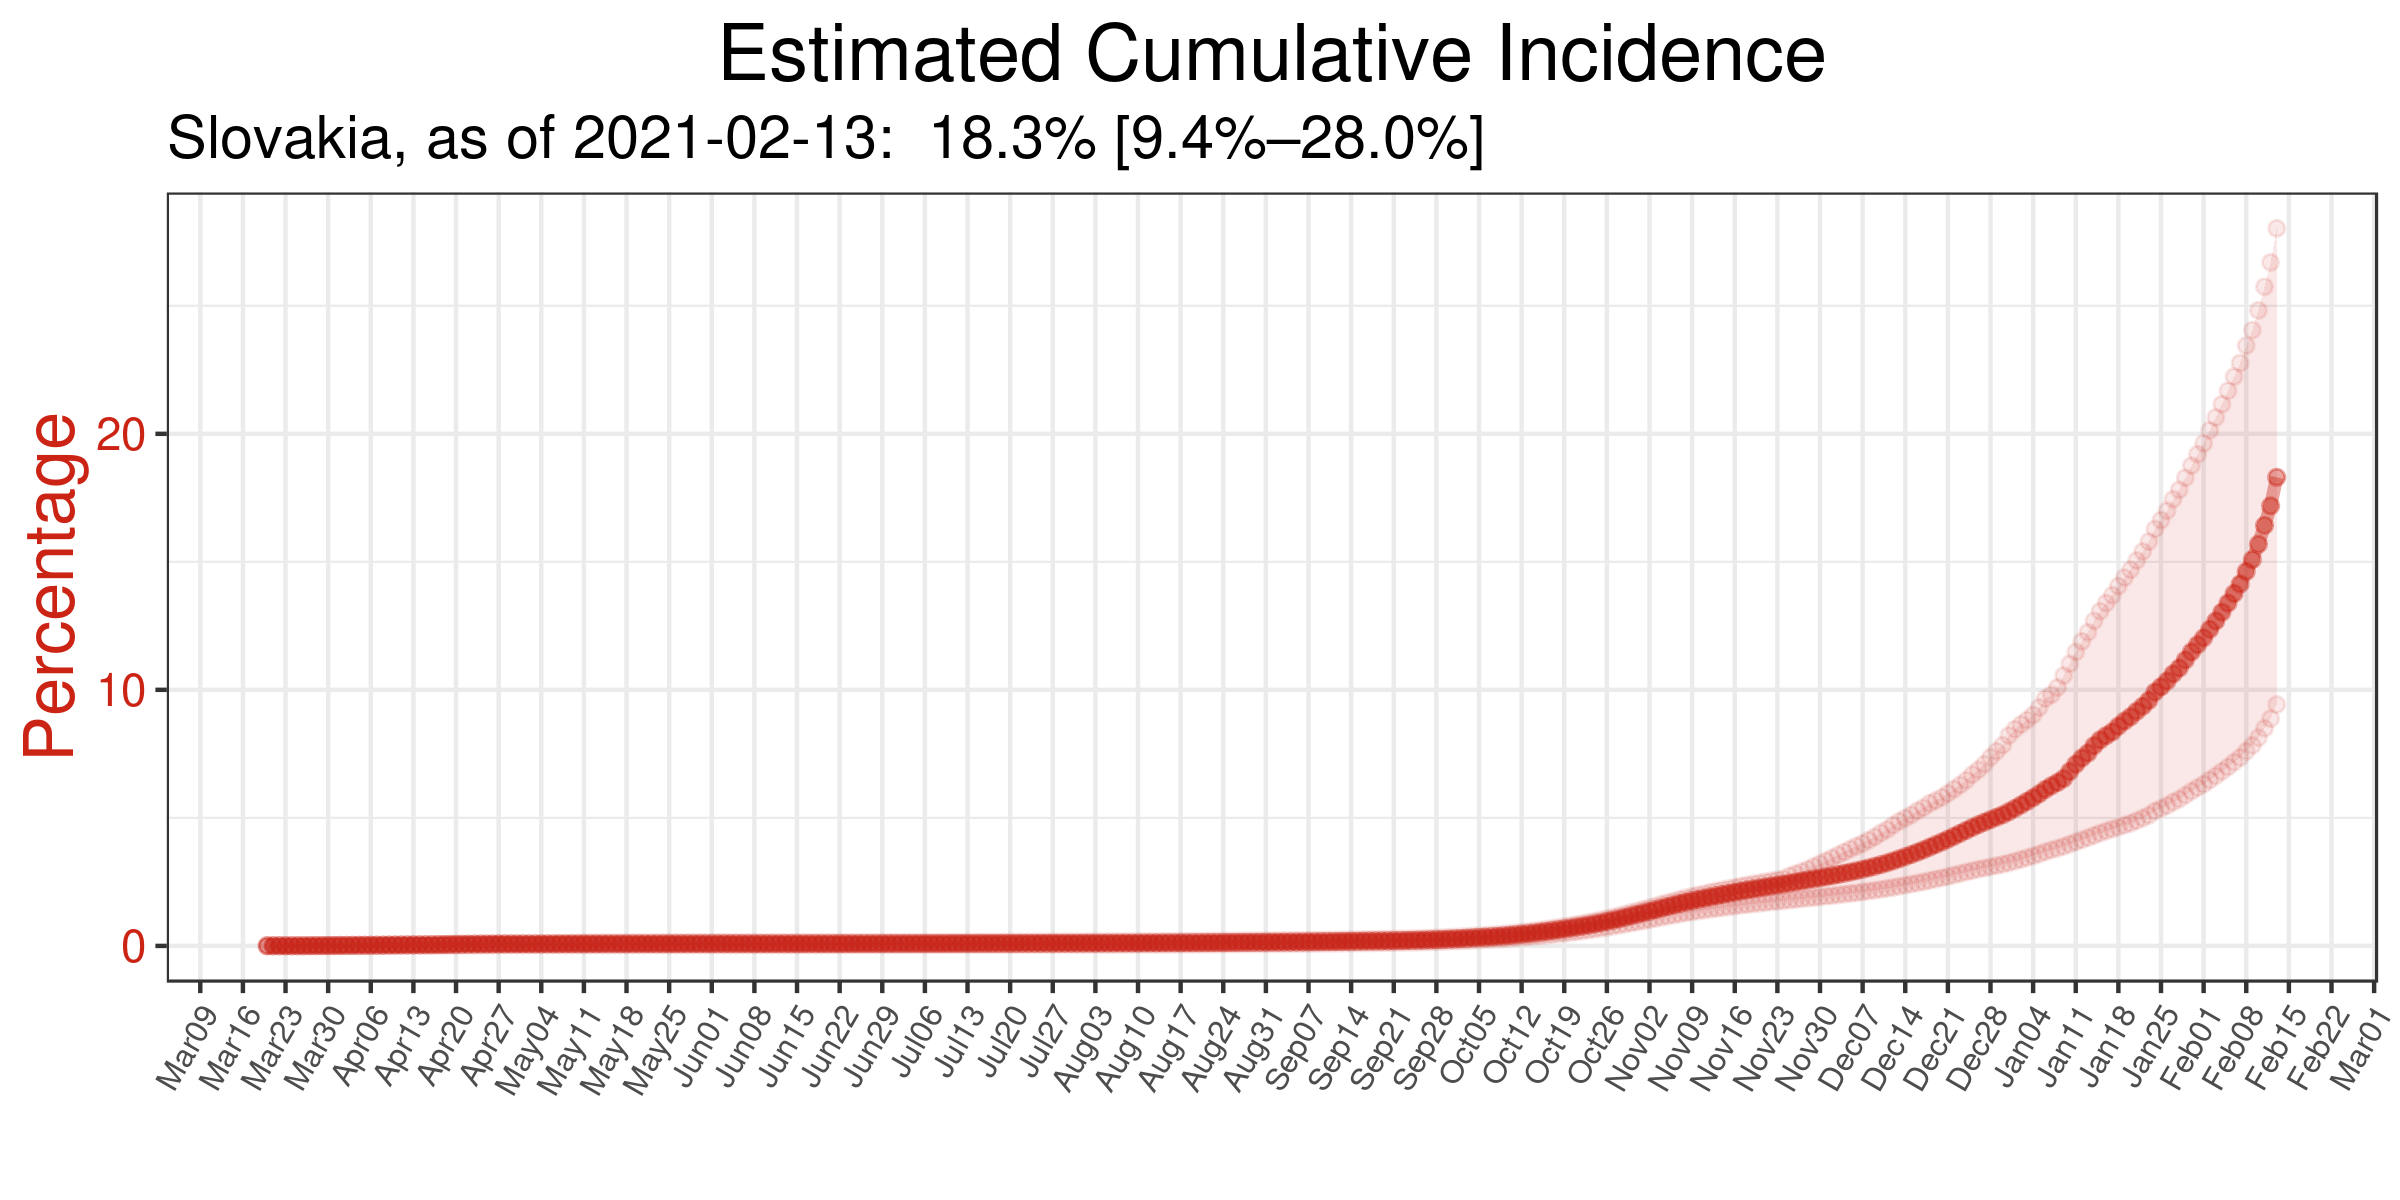 Estimated Cumulative Incidence
Slovakia, as of 2021-02-13:  18.3% [9.4%–28.0%]
Percentage
20
10
0
Mar09
Mar16
Mar23
Mar30
Apr06
Apr13
Apr20
Apr27
May04
May11
May18
May25
Jun01
Jun08
Jun15
Jun22
Jun29
Jul06
Jul13
Jul20
Jul27
Aug03
Aug10
Aug17
Aug24
Aug31
Sep07
Sep14
Sep21
Sep28
Oct05
Oct12
Oct19
Oct26
Nov02
Nov09
Nov16
Nov23
Nov30
Dec07
Dec14
Dec21
Dec28
Jan04
Jan11
Jan18
Jan25
Feb01
Feb08
Feb15
Feb22
Mar01